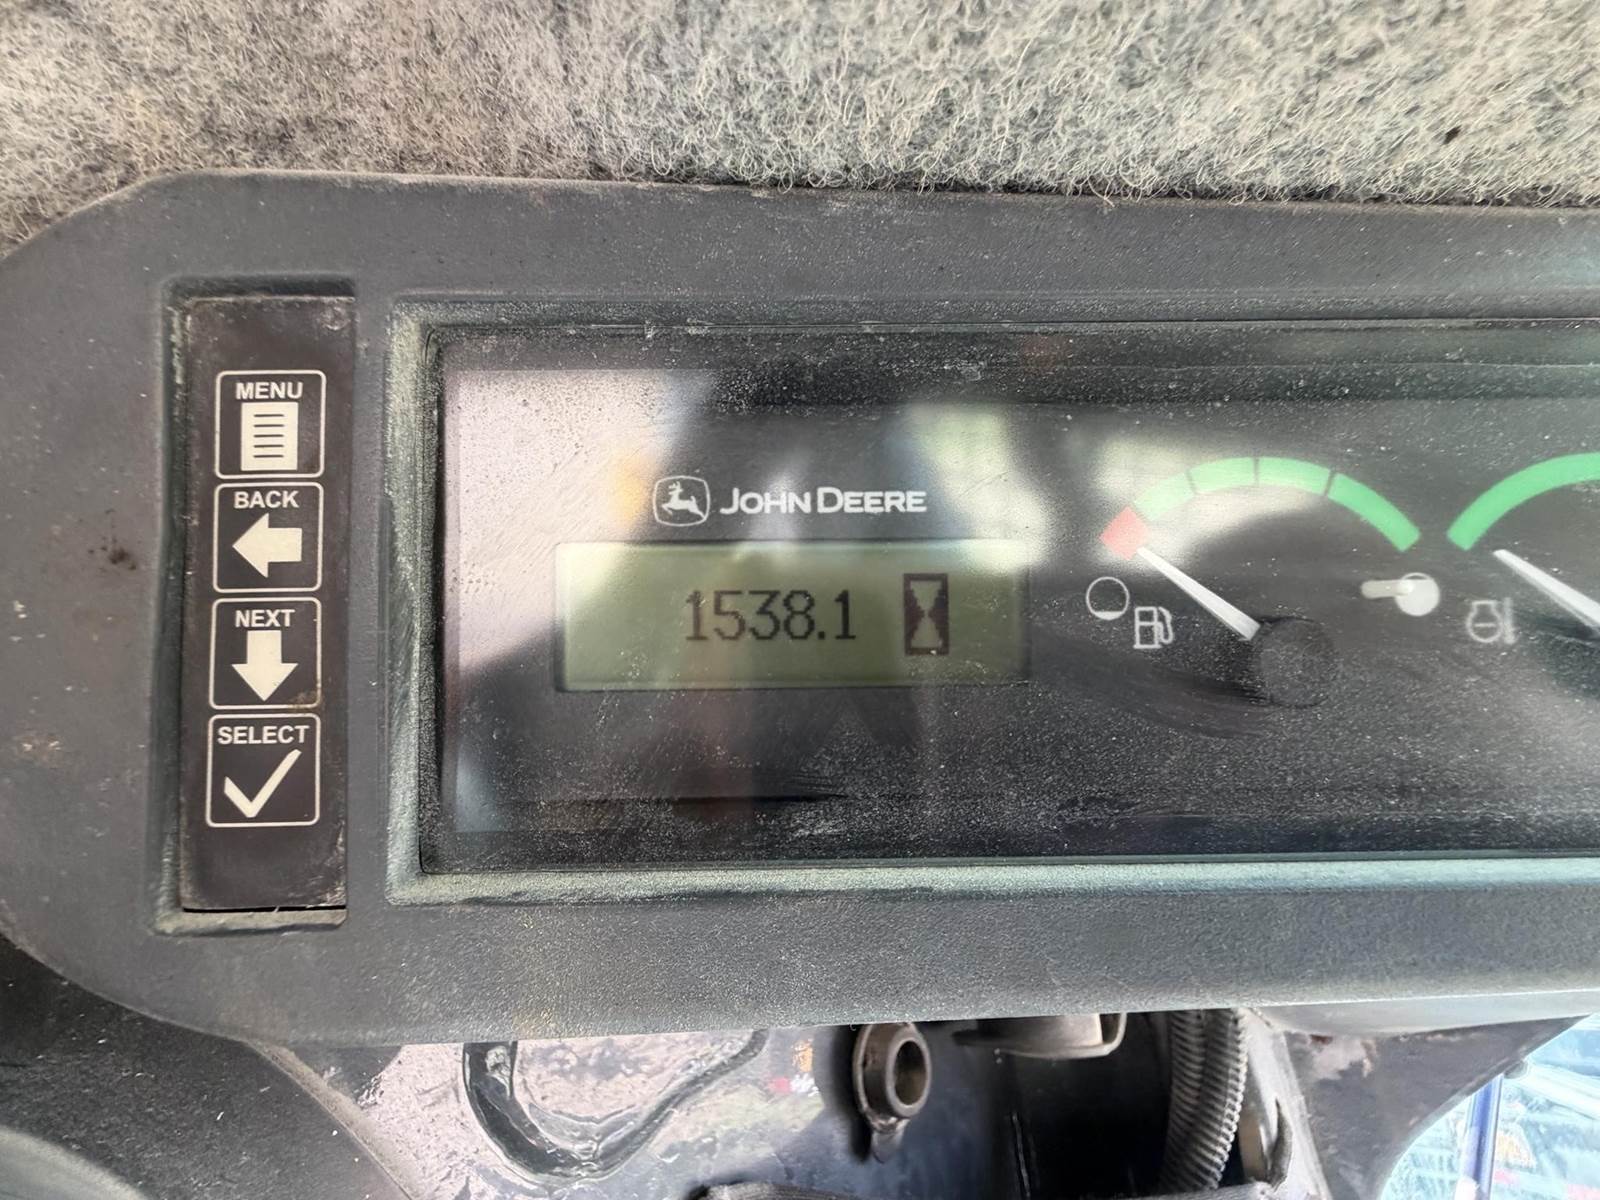 MENU
BACK
NEXT
SELECT
JOHN DEERE
1538.1